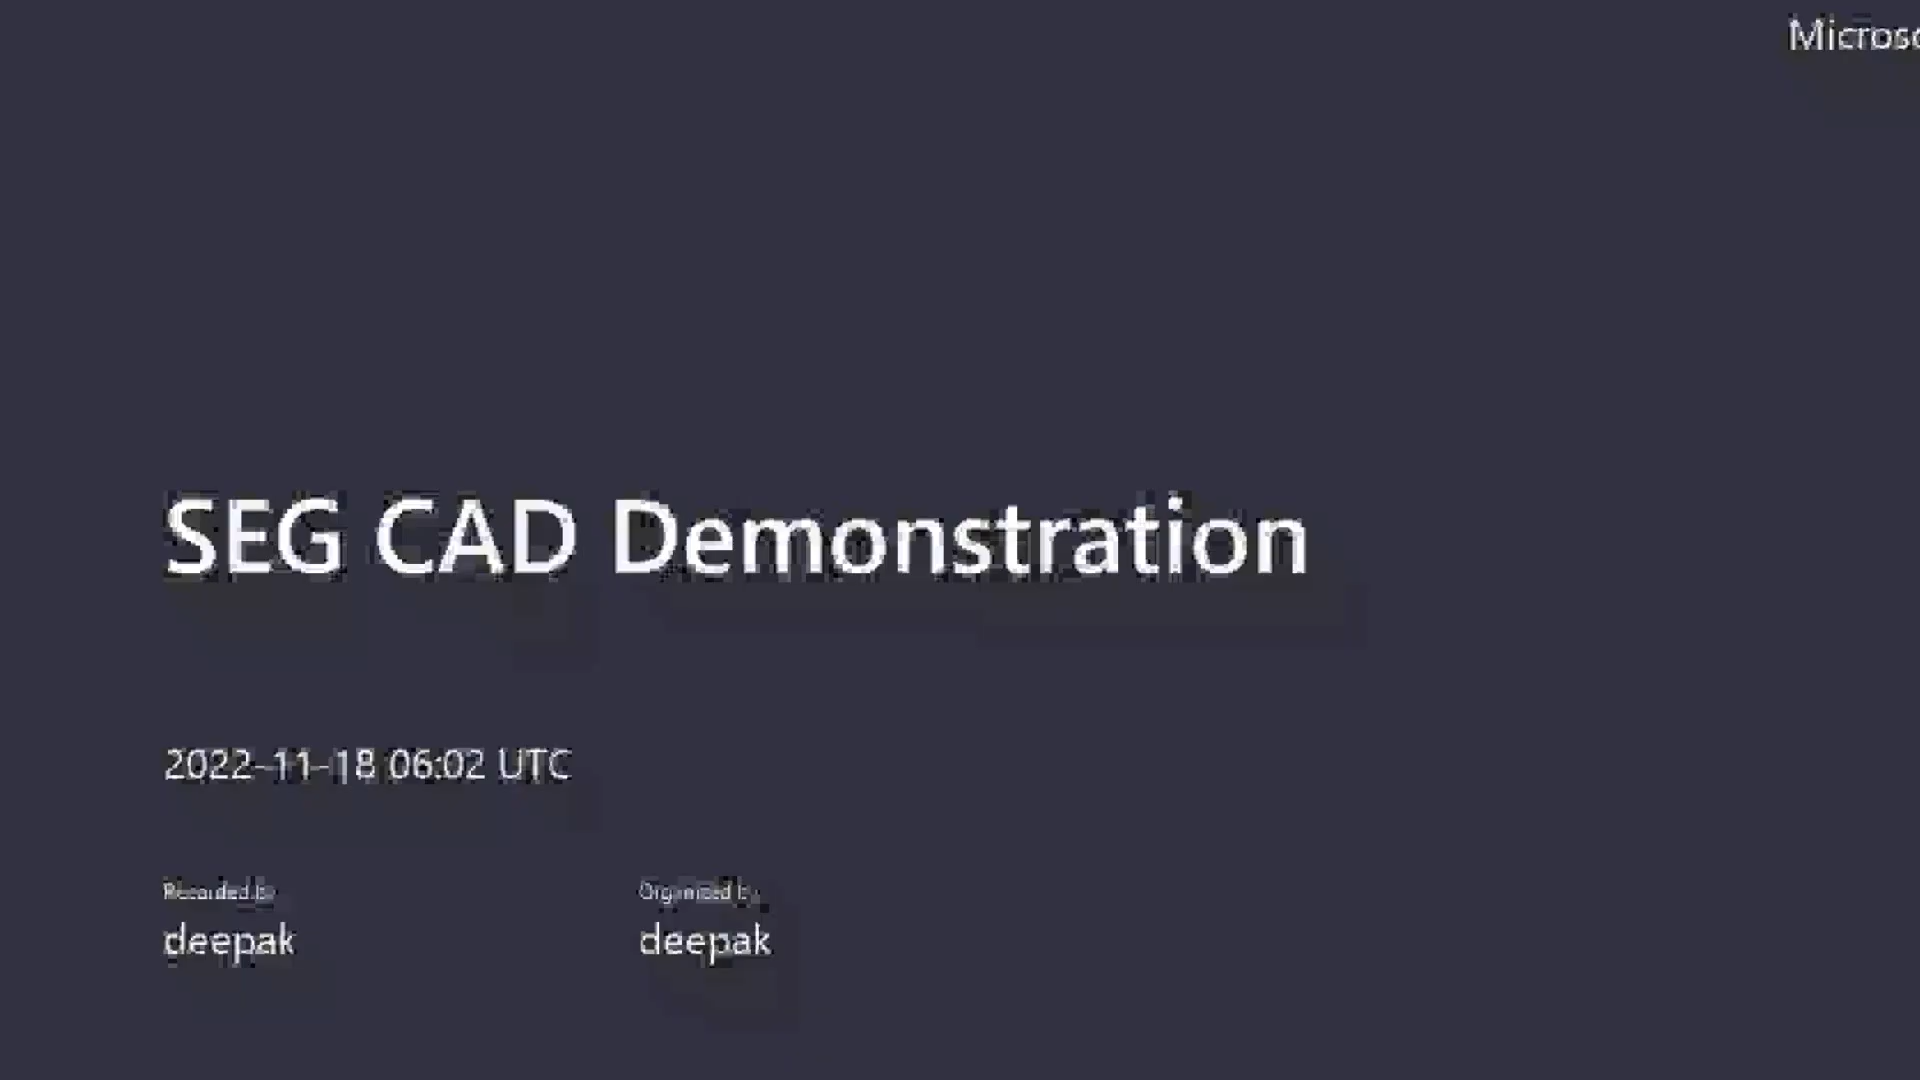 Microso
SEG CAD Demonstration
2022-11-18 06:02 UTC
Recorded by
Organized by
deepak
deepak